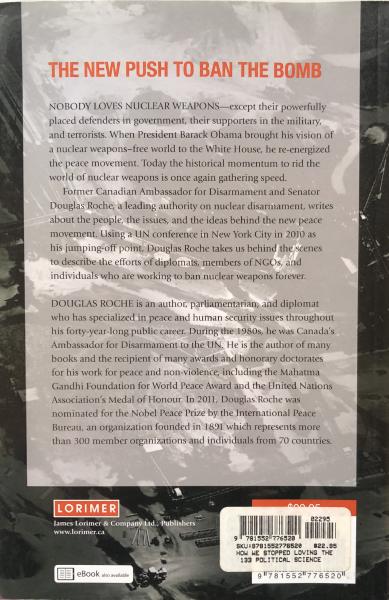 THE NEW PUSH TO BAN THE BOMB
NOBODY LOVES NUCLEAR WEAPONS—except their powerfully
placed defenders in government, their supporters in the military,
and terrorists. When President Barack Obama brought his vision of
a nuclear weapons–free world to the White House, he re-energized
the peace movement. Today the historical momentum to rid the
world of nuclear weapons is once again gathering speed.
Former Canadian Ambassador for Disarmament and Senator
Douglas Roche, a leading authority on nuclear disarmament, writes
about the people, the issues, and the ideas behind the new peace
movement. Using a UN conference in New York City in 2010 as
his jumping-off point, Douglas Roche takes us behind the scenes
to describe the efforts of diplomats, members of NGOs, and
individuals who are working to ban nuclear weapons forever.
DOUGLAS ROCHE is an author, parliamentarian, and diplomat
who has specialized in peace and human security issues throughout
his forty-year-long public career. During the 1980s, he was Canada's
Ambassador for Disarmament to the UN. He is the author of many
books and the recipient of many awards and honorary doctorates
for his work for peace and non-violence, including the Mahatma
Gandhi Foundation for World Peace Award and the United Nations
Association's Medal of Honour. In 2011, Douglas Roche was
nominated for the Nobel Peace Prize by the International Peace
Bureau, an organization founded in 1891 which represents more
than 300 member organizations and individuals from 70 countries.
LORIMER
James Lorimer & Company Ltd., Publishers
www.lorimer.ca
eBook also available
02295
9781552776520
SKU*9781552776520 $22.95
HOW WE STOPPED LOVING THE
133 POLITICAL SCIENCE
9 781552 776520